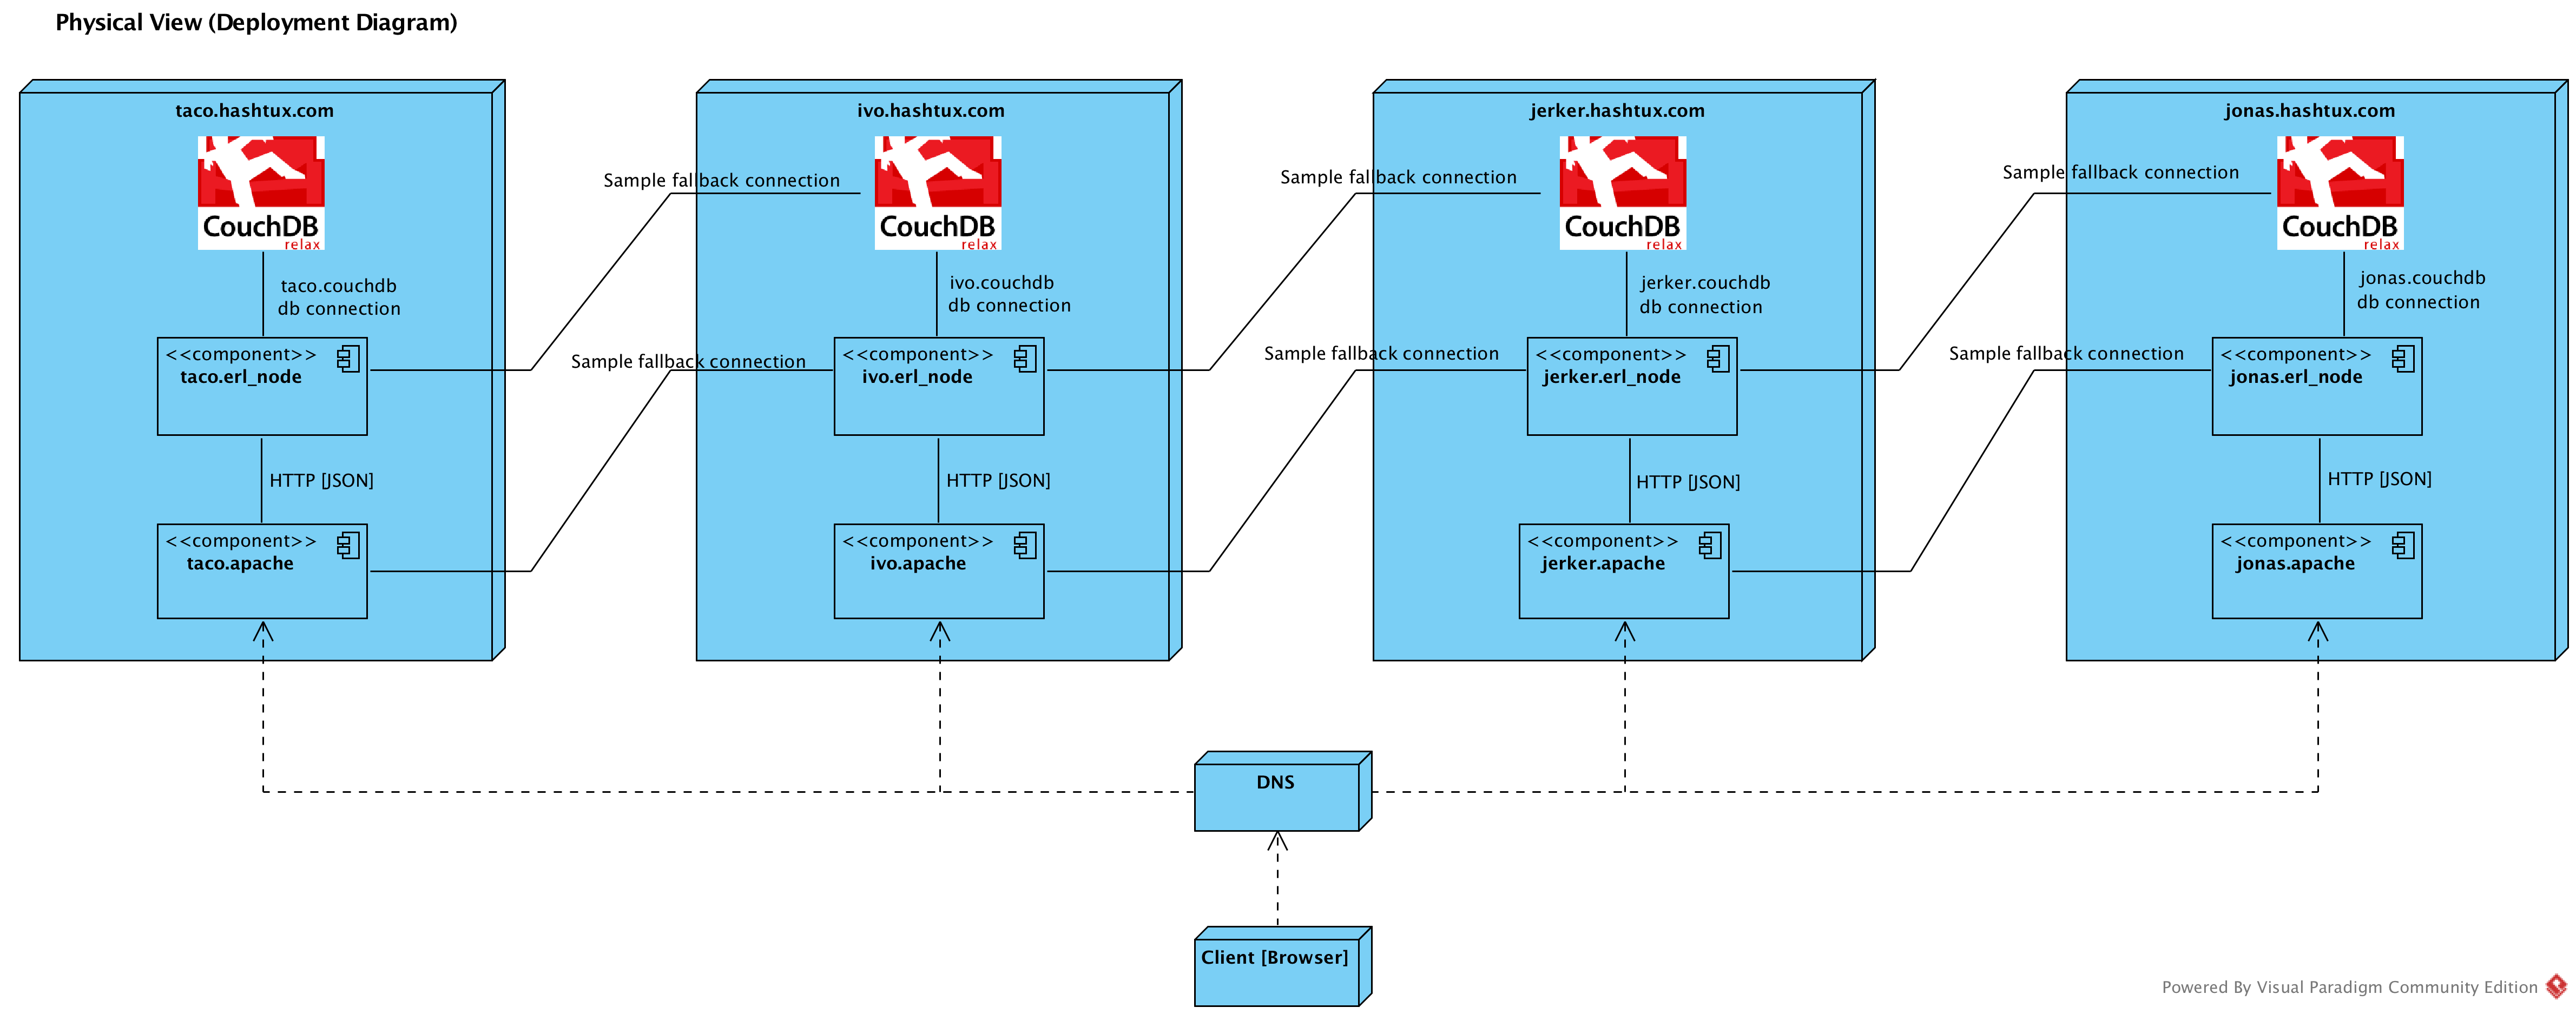 Physical View (Deployment Diagram)
taco.hashtux.com
CouchDB
relax
taco.couchdb
db connection
<<component>>
taco.erl_node
HTTP [JSON]
<<component>>
taco.apache
Sample fallback connection
Sample fallback connection
ivo.hashtux.com
CouchDB
relax
ivo.couchdb
db connection
<<component>>
ivo.erl_node
HTTP [JSON]
<<component>>
ivo.apache
Sample fallback connection
Sample fallback connection
jerker.hashtux.com
CouchDB
relax
jerker.couchdb
db connection
<<component>>
jerker.erl_node
HTTP [JSON]
<<component>>
jerker.apache
Sample fallback connection
Sample fallback connection
jonas.hashtux.com
CouchDB
relax
jonas.couchdb
db connection
<<component>>
jonas.erl_node
HTTP [JSON]
<<component>>
jonas.apache
DNS
Client [Browser]
Powered By Visual Paradigm Community Edition